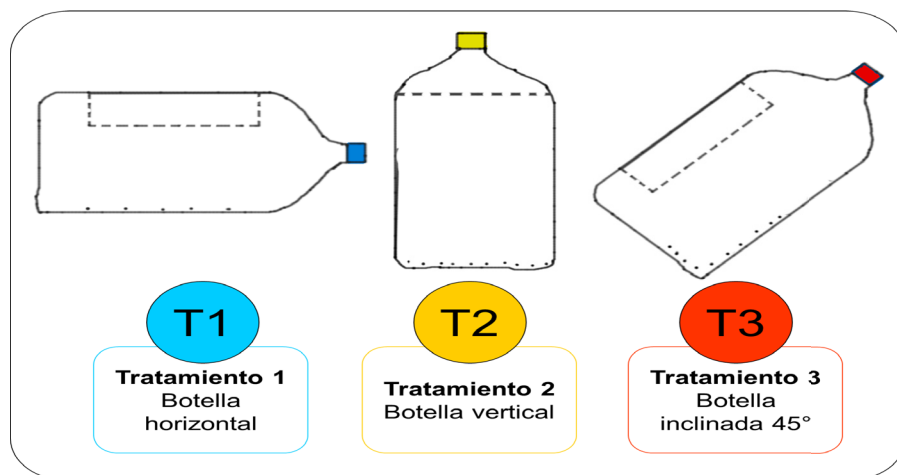 T1
Tratamiento 1
Botella
horizontal
T2
Tratamiento 2
Botella vertical
T3
Tratamiento 3
Botella
inclinada 45°